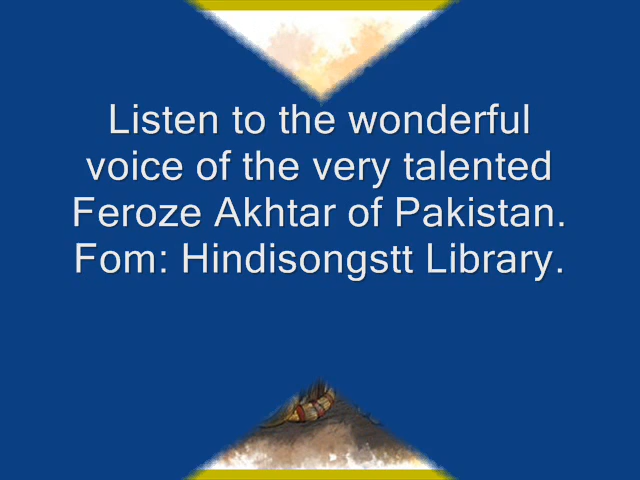 Listen to the wonderful
voice of the very talented
Feroze Akhtar of Pakistan.
Fom: Hindisongstt Library.